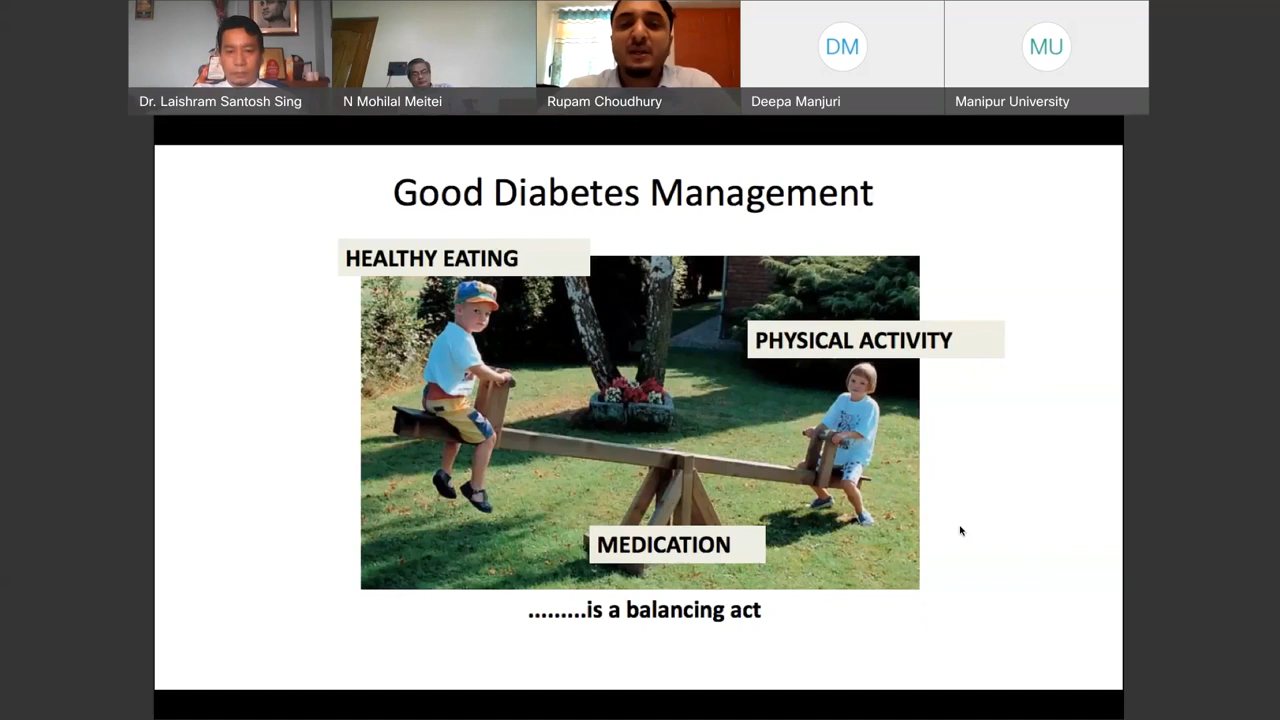 Dr. Laishram Santosh Sing
N Mohilal Meitei
Rupam Choudhury
DM
Deepa Manjuri
MU
Manipur University
Good Diabetes Management
HEALTHY EATING
PHYSICAL ACTIVITY
MEDICATION
.........is a balancing act